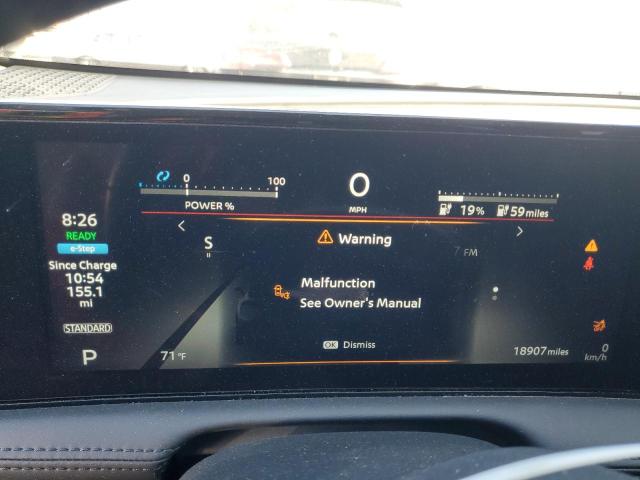 0 100
POWER %
0
MPH
19% 59 miles
8:26
READY
e-Step
Since Charge
10:54
155.1
mi
STANDARD
P
S
Warning
FM
Malfunction
See Owner's Manual
OK Dismiss
71°F
18907 miles
0
km/h